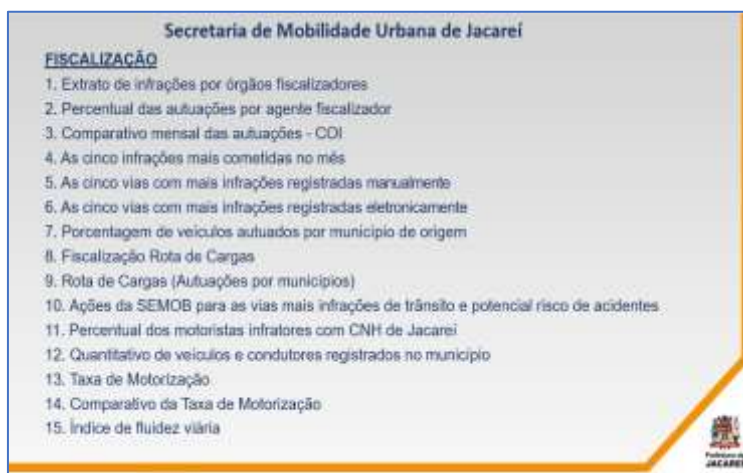 Secretaria de Mobilidade Urbana de Jacareí
FISCALIZAÇÃO
1. Extrato de infrações por órgãos fiscalizadores
2. Percentual das autuações por agente fiscalizador
3. Comparativo mensal das autuações - COI
4. As cinco infrações mais cometidas no mês
5. As cinco vias com mais infrações registradas manualmente
6. As cinco vias com mais infrações registradas eletronicamente
7. Porcentagem de veículos autuados por município de origem
8. Fiscalização Rota de Cargas
9. Rota de Cargas (Autuações por municípios)
10. Ações da SEMOB para as vias mais infrações de trânsito e potencial risco de acidentes
11. Percentual dos motoristas infratores com CNH de Jacareí
12. Quantitativo de veículos e condutores registrados no município
13. Taxa de Motorização
14. Comparativo da Taxa de Motorização
15. Índice de fluidez viária
Prefeitura de
JACAREÍ